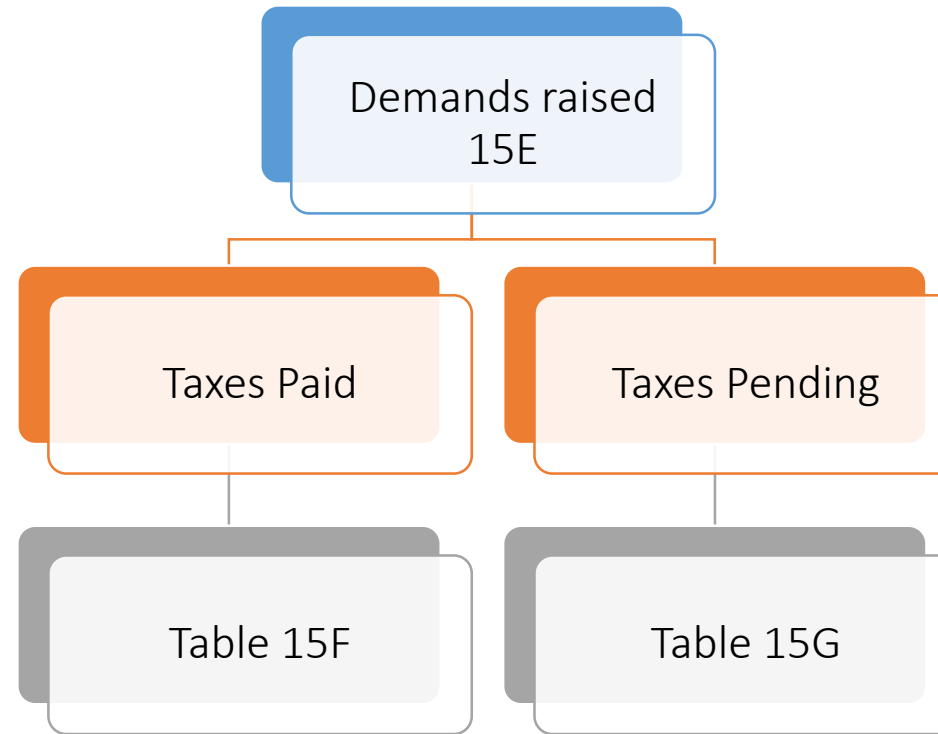 Demands raised
15E
Taxes Paid
Taxes Pending
Table 15F
Table 15G